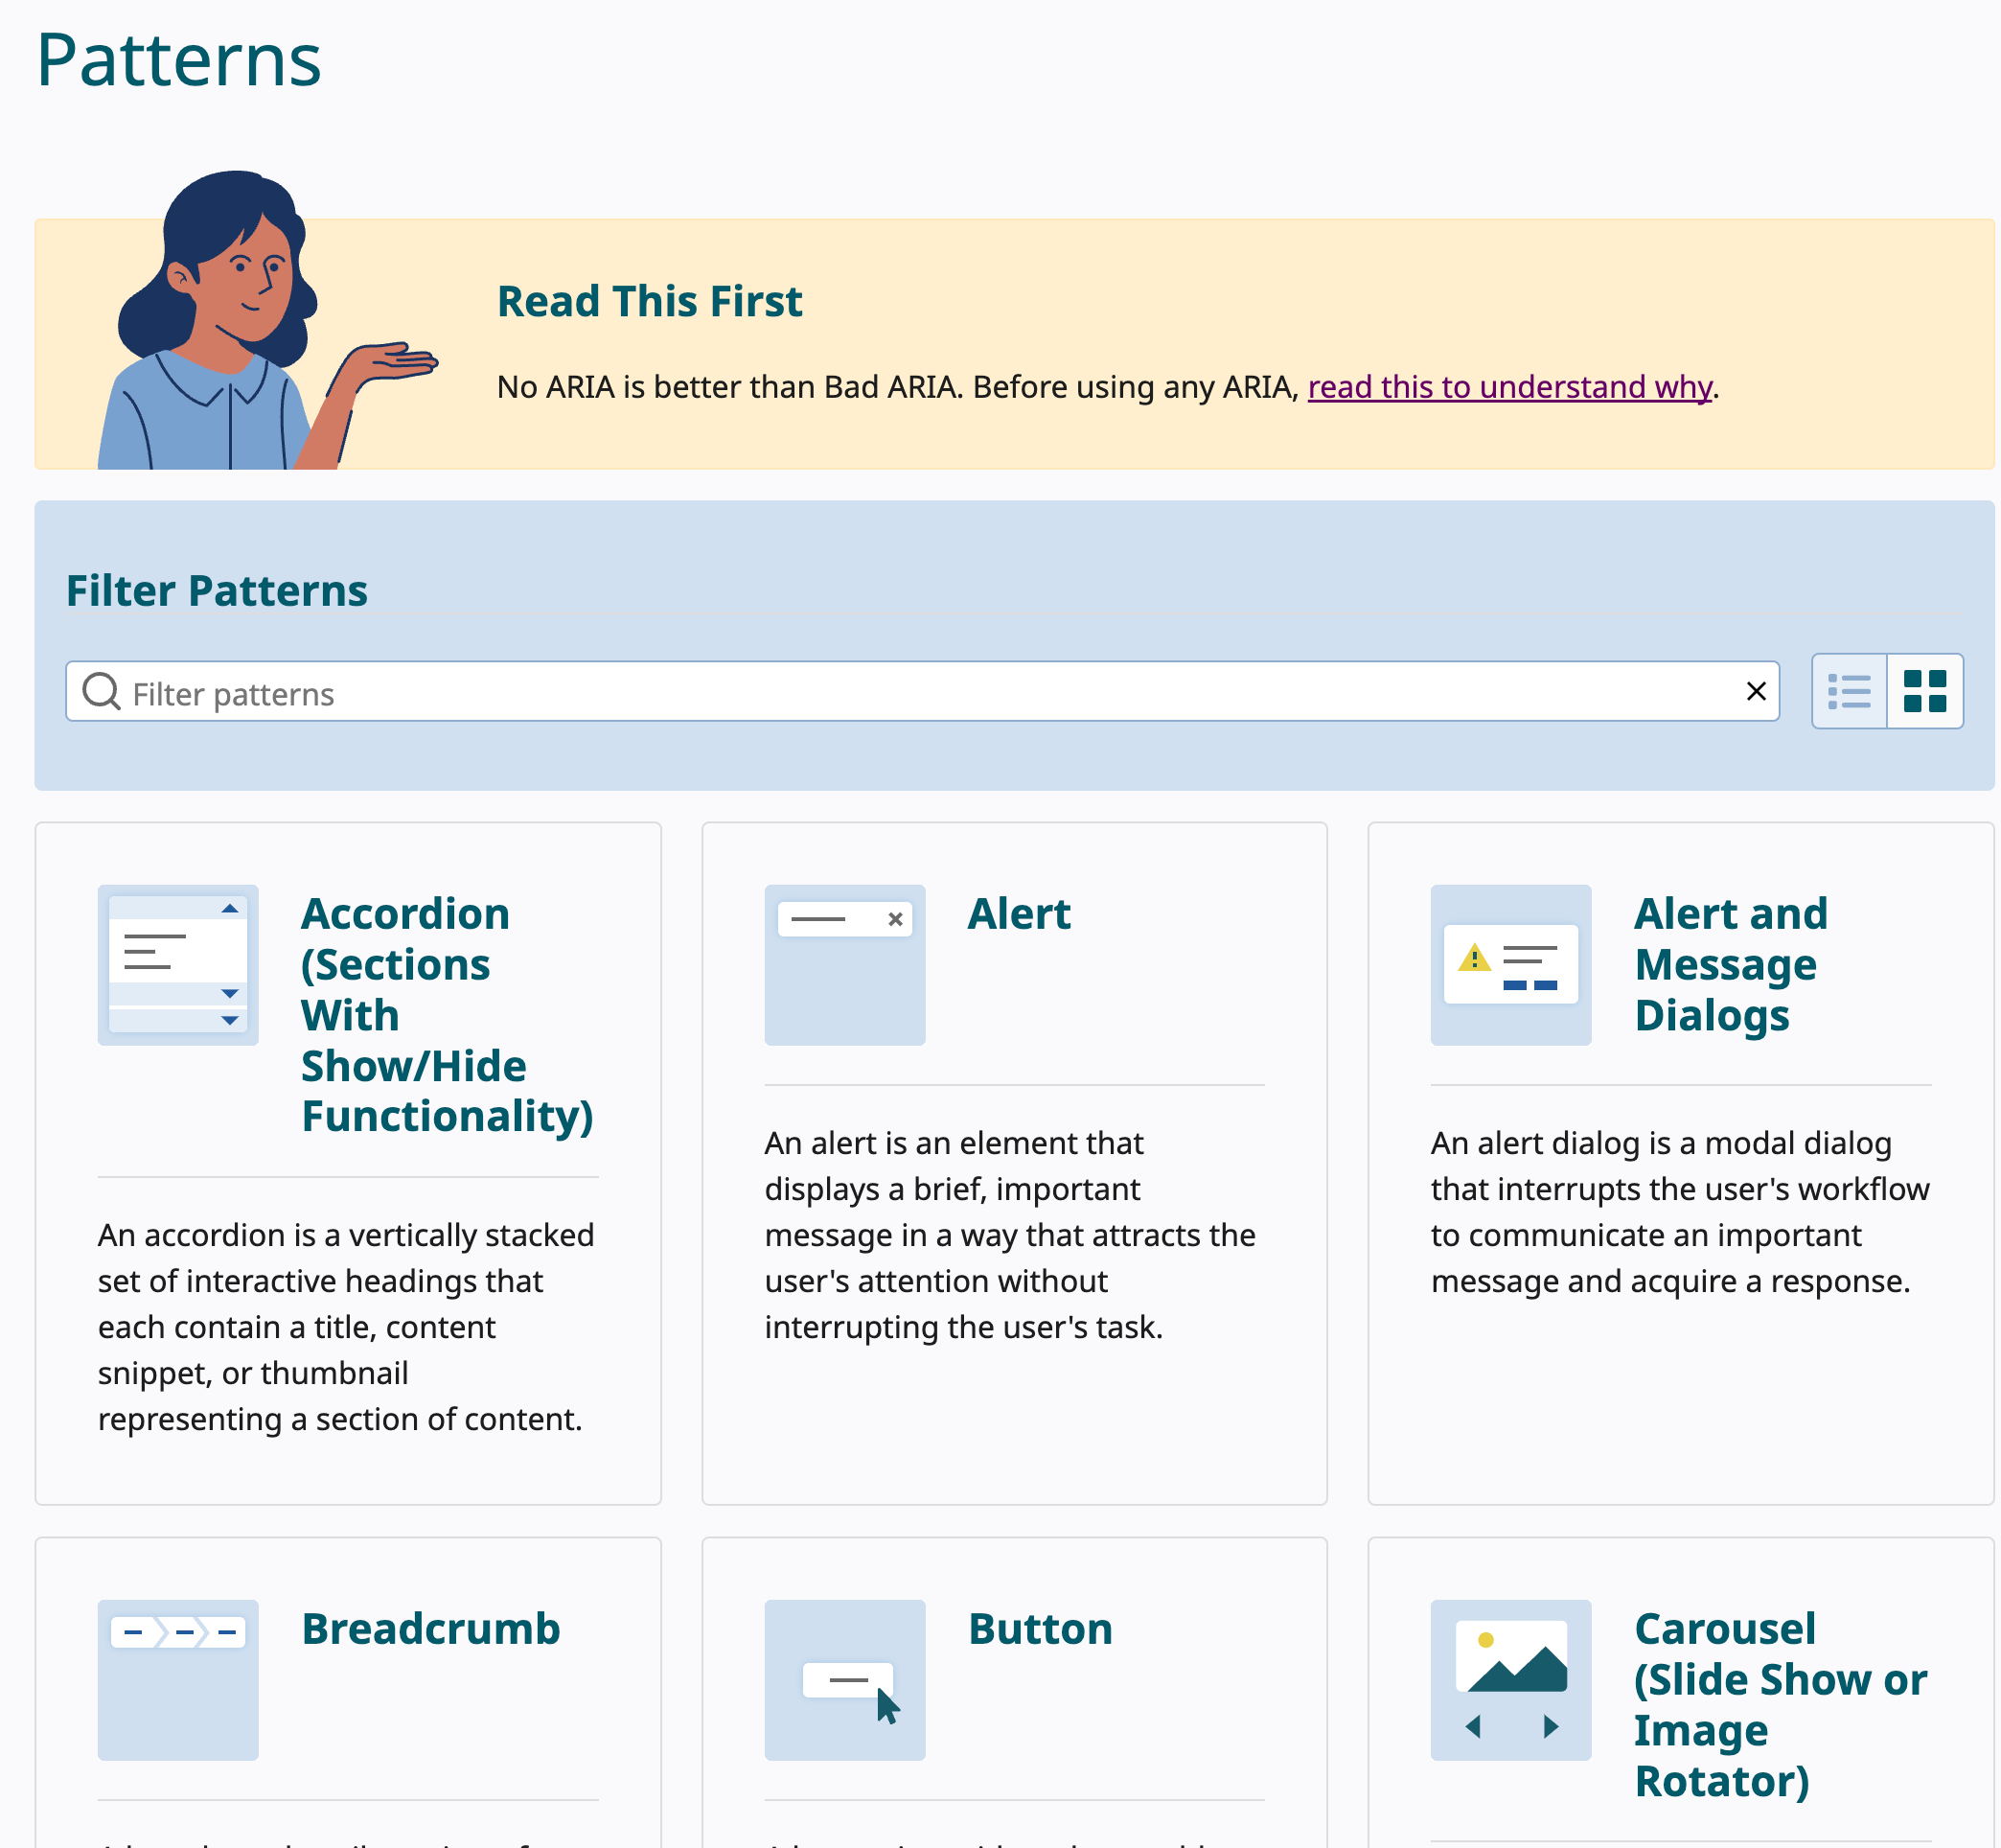 Patterns
Read This First
No ARIA is better than Bad ARIA. Before using any ARIA, read this to understand why.
Filter Patterns
Filter patterns
Accordion
(Sections
With
Show/Hide
Functionality)
An accordion is a vertically stacked
set of interactive headings that
each contain a title, content
snippet, or thumbnail
representing a section of content.
Alert
An alert is an element that
displays a brief, important
message in a way that attracts the
user's attention without
interrupting the user's task.
Alert and
Message
Dialogs
An alert dialog is a modal dialog
that interrupts the user's workflow
to communicate an important
message and acquire a response.
Breadcrumb
Button
Carousel
(Slide Show or
Image
Rotator)